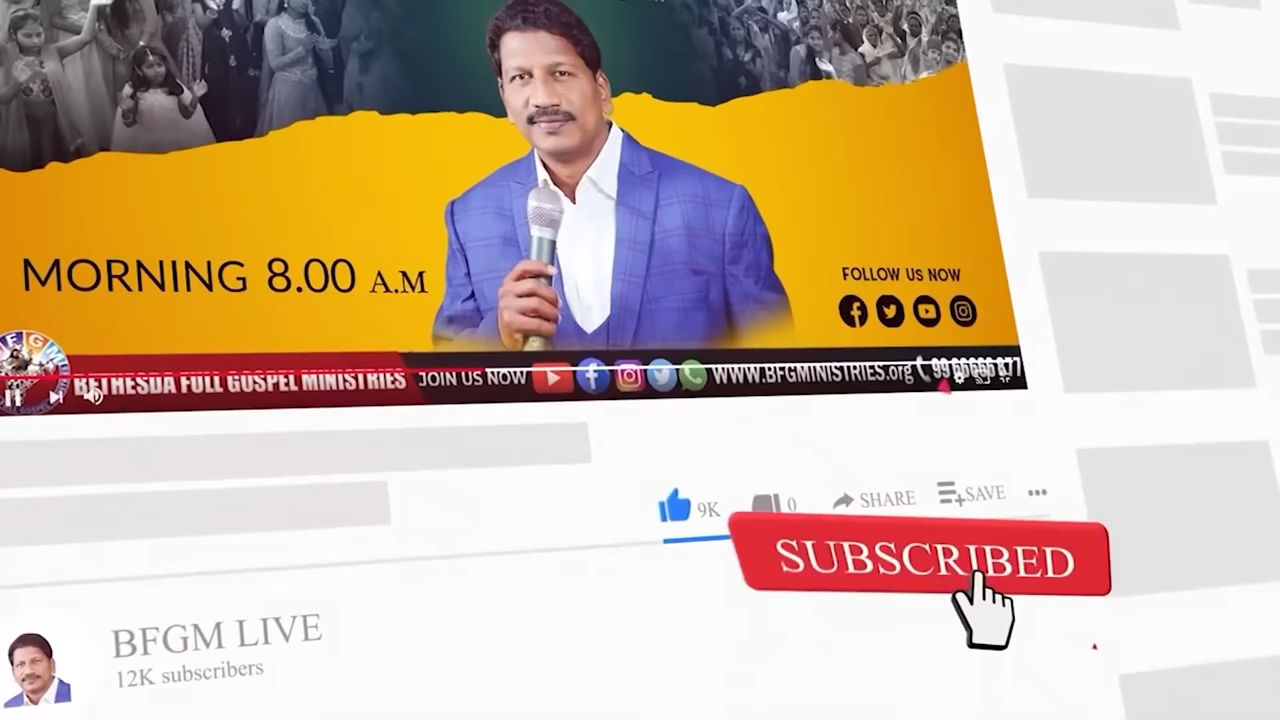 MORNING 8.00 A.M
FOLLOW US NOW
BETHESDA FULL GOSPEL MINISTRIES JOIN US NOW WWW.BFGMINISTRIES.org
9K 0 SHARE SAVE
SUBSCRIBED
BFGM LIVE
12K subscribers